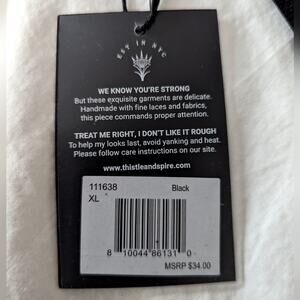 EST IN NYC
WE KNOW YOU'RE STRONG
But these exquisite garments are delicate.
Handmade with fine laces and fabrics,
this piece commands proper attention.
TREAT ME RIGHT, I DON'T LIKE IT ROUGH
To help my looks last, avoid yanking and heat.
Please follow care instructions on our site.
www.thistleandspire.com
111638 Black
XL
8 10044 86131 0
MSRP $34.00